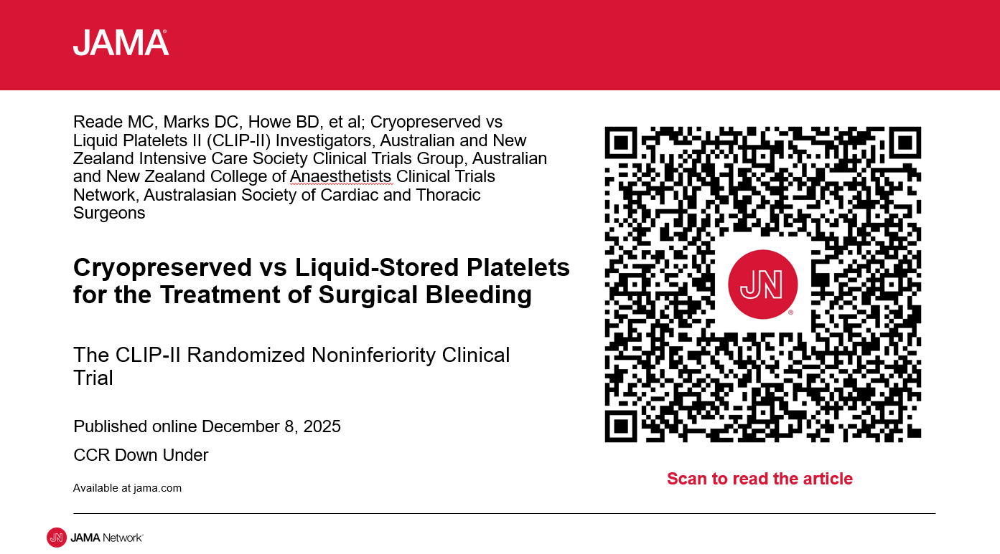 JAMA®
Reade MC, Marks DC, Howe BD, et al; Cryopreserved vs
Liquid Platelets II (CLIP-II) Investigators, Australian and New
Zealand Intensive Care Society Clinical Trials Group, Australian
and New Zealand College of Anaesthetists Clinical Trials
Network, Australasian Society of Cardiac and Thoracic
Surgeons
Cryopreserved vs Liquid-Stored Platelets
for the Treatment of Surgical Bleeding
The CLIP-II Randomized Noninferiority Clinical
Trial
Published online December 8, 2025
CCR Down Under
Available at jama.com
JN®
Scan to read the article
JN JAMA Network